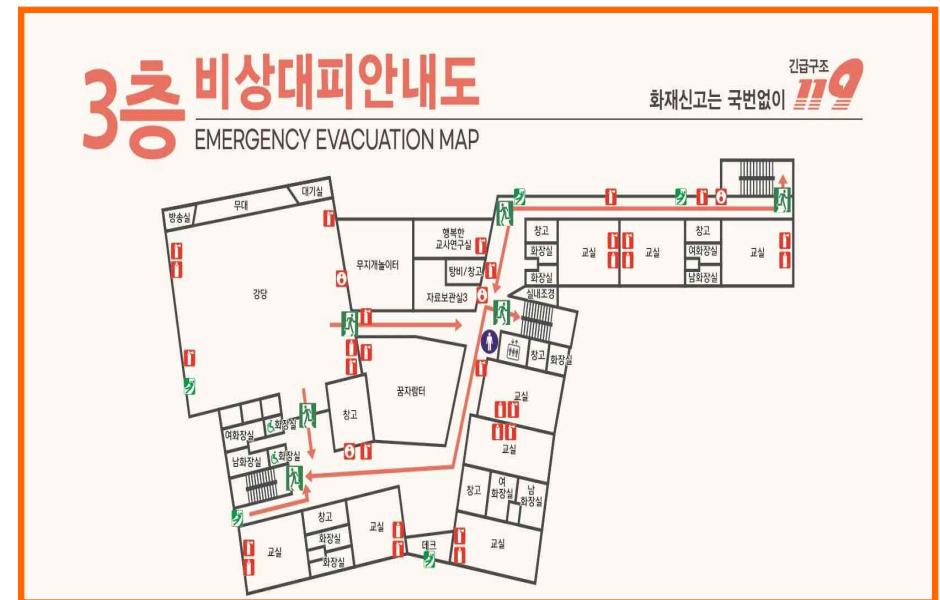 3층 비상대피안내도
EMERGENCY EVACUATION MAP
화재신고는 국번없이 긴급구조 119
방송실
무대
대기실
강당
무지개놀이터
행복한
교사연구실
탕비/창고
자료보관실3
창고
화장실
화장실
교실
교실
창고
여화장실
남화장실
교실
실내조경
창고
화장실
꿈자람터
창고
여화장실
화장실
남화장실
화장실
교실
교실
창고
여
화장실
남
화장실
교실
데크
교실
창고
화장실
화장실
교실